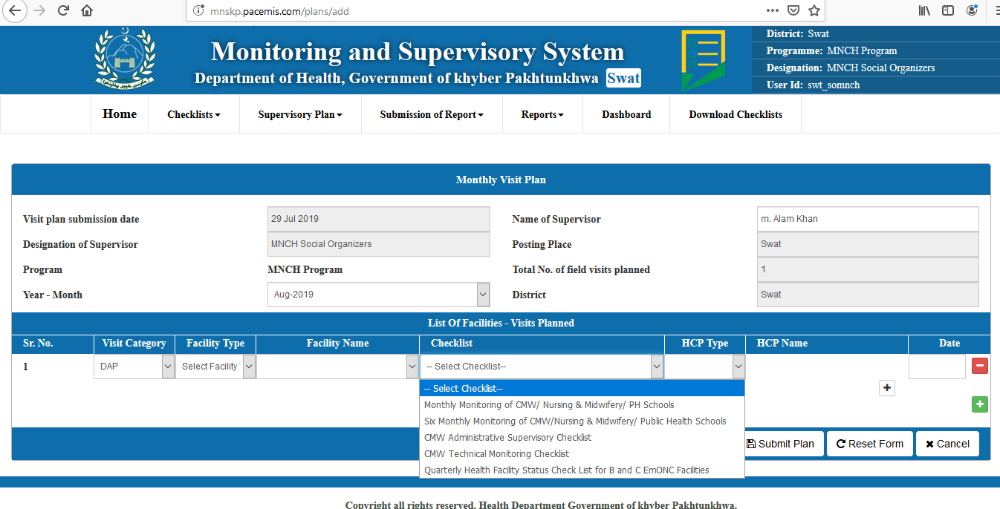 mnskp.pacemis.com/plans/add
Monitoring and Supervisory System
Department of Health, Government of khyber Pakhtunkhwa Swat
District: Swat
Programme: MNCH Program
Designation: MNCH Social Organizers
User Id: swt_somnch
Home Checklists Supervisory Plan Submission of Report Reports Dashboard Download Checklists
Monthly Visit Plan
Visit plan submission date 29 Jul 2019 Name of Supervisor m. Alam Khan
Designation of Supervisor MNCH Social Organizers Posting Place Swat
Program MNCH Program Total No. of field visits planned 1
Year - Month Aug-2019 District Swat
List Of Facilities - Visits Planned
Sr. No. Visit Category Facility Type Facility Name Checklist HCP Type HCP Name Date
1 DAP Select Facility -- Select Checklist--
-- Select Checklist--
Monthly Monitoring of CMW/ Nursing & Midwifery/ PH Schools
Six Monthly Monitoring of CMW/Nursing & Midwifery/ Public Health Schools
CMW Administrative Supervisory Checklist
CMW Technical Monitoring Checklist
Quarterly Health Facility Status Check List for B and C EmONC Facilities
Submit Plan Reset Form Cancel
Copyright all rights reserved. Health Department Government of khyber Pakhtunkhwa.